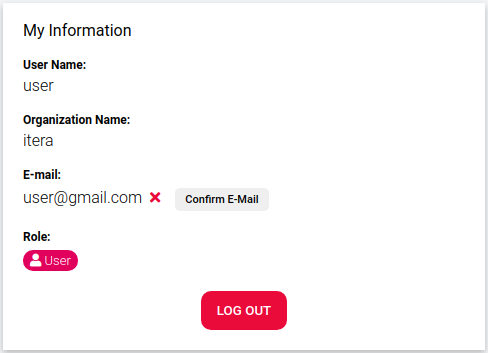 My Information
User Name:
user
Organization Name:
itera
E-mail:
user@gmail.com Confirm E-Mail
Role:
User
LOG OUT